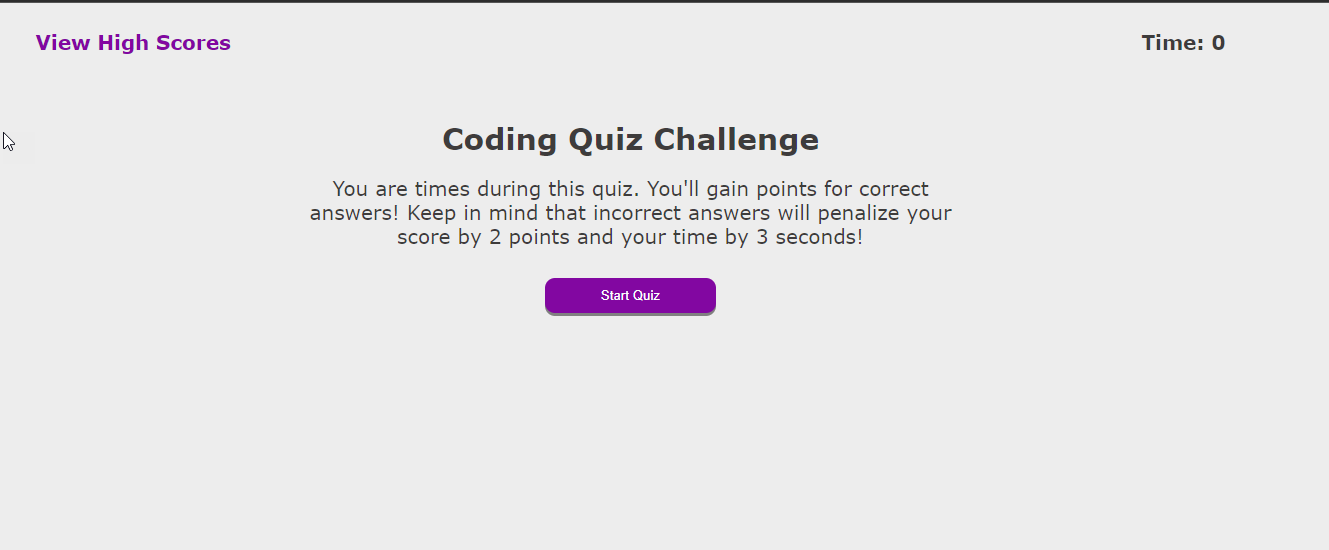 View High Scores
Time: 0
Coding Quiz Challenge
You are times during this quiz. You'll gain points for correct
answers! Keep in mind that incorrect answers will penalize your
score by 2 points and your time by 3 seconds!
Start Quiz